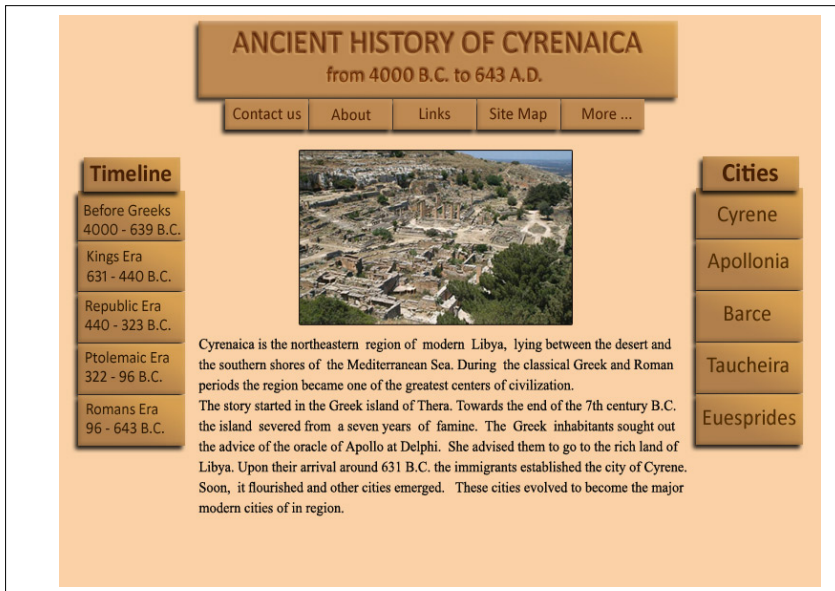 ANCIENT HISTORY OF CYRENAICA
from 4000 B.C. to 643 A.D.
Contact us
About
Links
Site Map
More ...
Timeline
Before Greeks
4000 - 639 B.C.
Kings Era
631 - 440 B.C.
Republic Era
440 - 323 B.C.
Ptolemaic Era
322 - 96 B.C.
Romans Era
96 - 643 B.C.
Cyrenaica is the northeastern region of modern Libya, lying between the desert and
the southern shores of the Mediterranean Sea. During the classical Greek and Roman
periods the region became one of the greatest centers of civilization.
The story started in the Greek island of Thera. Towards the end of the 7th century B.C.
the island severed from a seven years of famine. The Greek inhabitants sought out
the advice of the oracle of Apollo at Delphi. She advised them to go to the rich land of
Libya. Upon their arrival around 631 B.C. the immigrants established the city of Cyrene.
Soon, it flourished and other cities emerged. These cities evolved to become the major
modern cities of in region.
Cities
Cyrene
Apollonia
Barce
Taucheira
Euesprides